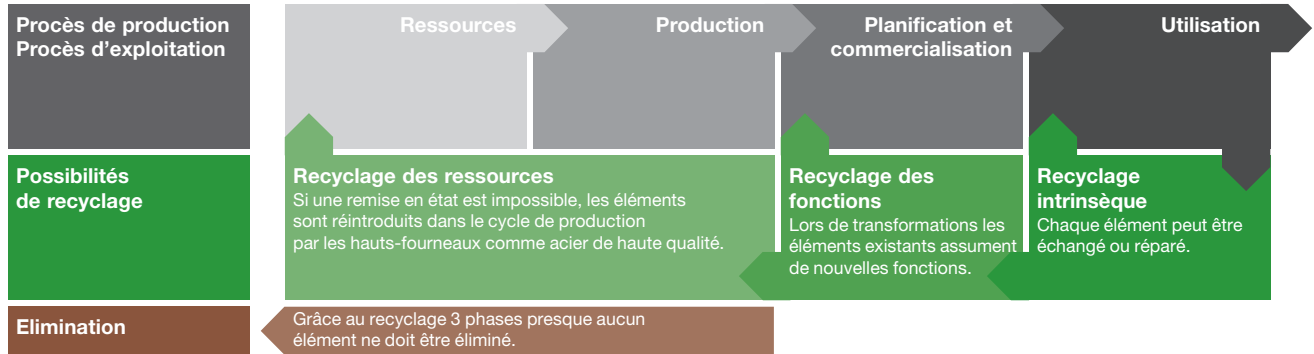 Procès de production
Procès d'exploitation
Ressources
Production
Planification et
commercialisation
Utilisation
Possibilités
de recyclage
Recyclage des ressources
Si une remise en état est impossible, les éléments
sont réintroduits dans le cycle de production
par les hauts-fourneaux comme acier de haute qualité.
Recyclage des
fonctions
Lors de transformations les
éléments existants assument
de nouvelles fonctions.
Recyclage
intrinsèque
Chaque élément peut être
échangé ou réparé.
Elimination
Grâce au recyclage 3 phases presque aucun
élément ne doit être éliminé.